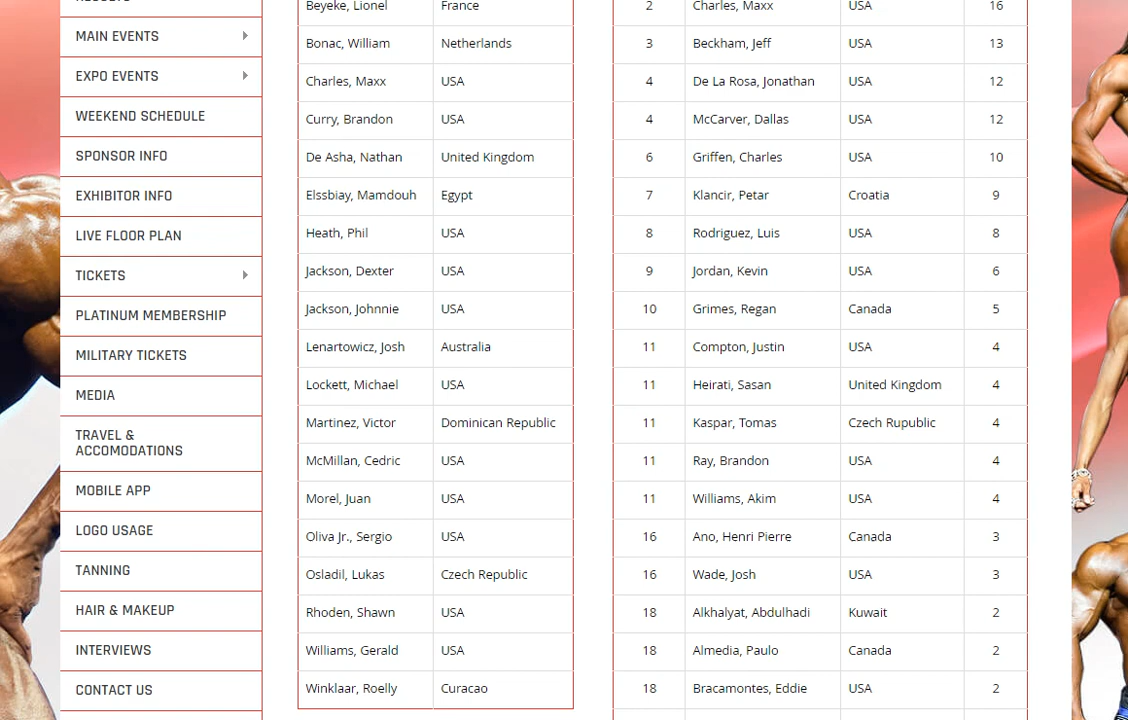 MAIN EVENTS
EXPO EVENTS
WEEKEND SCHEDULE
SPONSOR INFO
EXHIBITOR INFO
LIVE FLOOR PLAN
TICKETS
PLATINUM MEMBERSHIP
MILITARY TICKETS
MEDIA
TRAVEL &
ACCOMODATIONS
MOBILE APP
LOGO USAGE
TANNING
HAIR & MAKEUP
INTERVIEWS
CONTACT US
Beyeke, Lionel France
Bonac, William Netherlands
Charles, Maxx USA
Curry, Brandon USA
De Asha, Nathan United Kingdom
Elssbiay, Mamdouh Egypt
Heath, Phil USA
Jackson, Dexter USA
Jackson, Johnnie USA
Lenartowicz, Josh Australia
Lockett, Michael USA
Martinez, Victor Dominican Republic
McMillan, Cedric USA
Morel, Juan USA
Oliva Jr., Sergio USA
Osladil, Lukas Czech Republic
Rhoden, Shawn USA
Williams, Gerald USA
Winklaar, Roelly Curacao
2 Charles, Maxx USA 16
3 Beckham, Jeff USA 13
4 De La Rosa, Jonathan USA 12
4 McCarver, Dallas USA 12
6 Griffen, Charles USA 10
7 Klancir, Petar Croatia 9
8 Rodriguez, Luis USA 8
9 Jordan, Kevin USA 6
10 Grimes, Regan Canada 5
11 Compton, Justin USA 4
11 Heirati, Sasan United Kingdom 4
11 Kaspar, Tomas Czech Rupublic 4
11 Ray, Brandon USA 4
11 Williams, Akim USA 4
16 Ano, Henri Pierre Canada 3
16 Wade, Josh USA 3
18 Alkhalyat, Abdulhadi Kuwait 2
18 Almedia, Paulo Canada 2
18 Bracamontes, Eddie USA 2